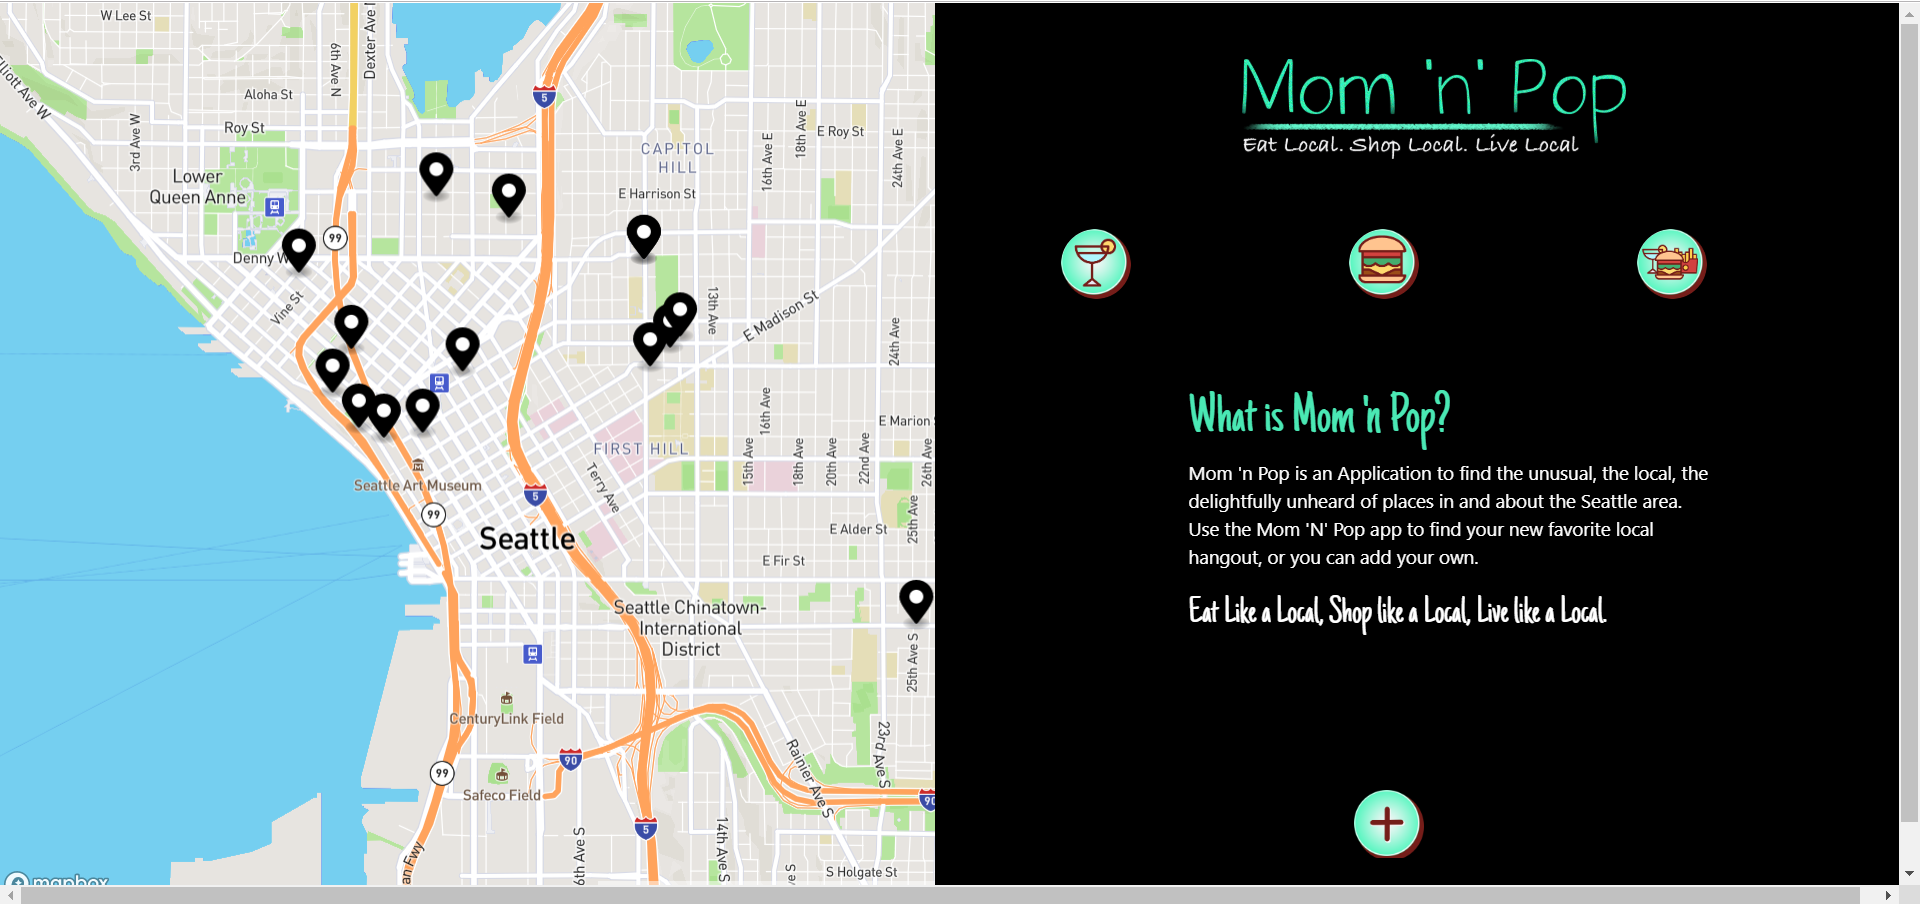 W Lee St
6th Ave N
Dexter Ave
Elliott Ave W
Aloha St
Roy St
3rd Ave W
5
CAPITOL
HILL
16th Ave E
18th Ave E
E Roy St
24th Ave E
Lower
Queen Anne
E Harrison St
99
Denny W
Vine St
13th Ave
E Madison St
24th Ave
E Marion
FIRST HILL
16th Ave
15th Ave
18th Ave
20th Ave
22nd Ave
26th Ave
Terry Ave
Seattle Art Museum
5
99
Seattle
25th Ave
E Alder St
E Fir St
Seattle Chinatown-
International
District
25th Ave S
CenturyLink Field
23rd Ave S
90
Rainier Ave S
99
Safeco Field
90
5
14th Ave S
6th Ave S
S Holgate St
mapbox
Mom 'n' Pop
Eat Local. Shop Local. Live Local
What is Mom 'n Pop?
Mom 'n Pop is an Application to find the unusual, the local, the
delightfully unheard of places in and about the Seattle area.
Use the Mom 'N' Pop app to find your new favorite local
hangout, or you can add your own.
Eat Like a Local, Shop like a Local, Live like a Local.